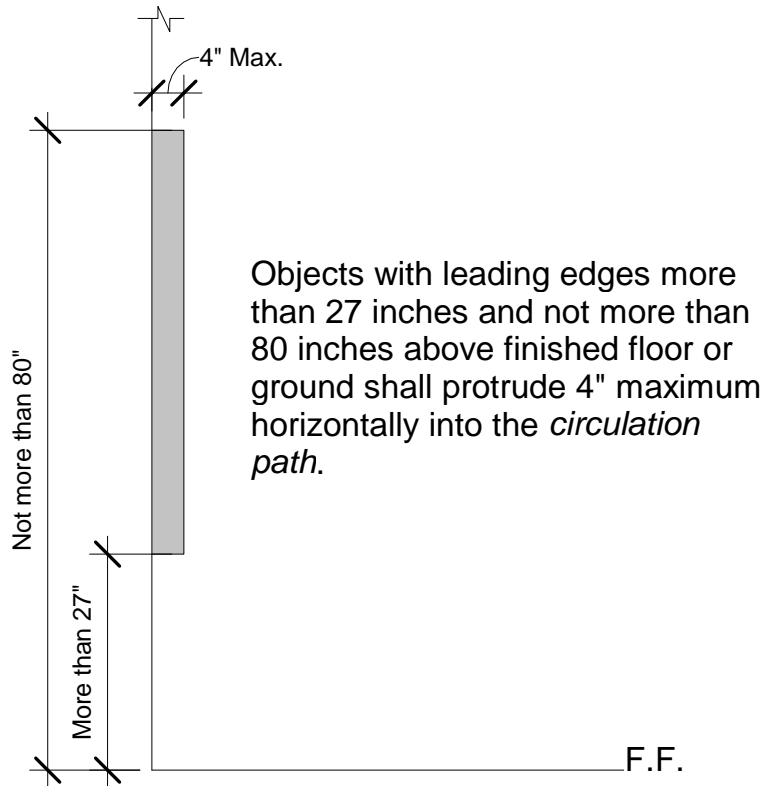 4" Max.
Objects with leading edges more
than 27 inches and not more than
80 inches above finished floor or
ground shall protrude 4" maximum
horizontally into the circulation
path.
Not more than 80"
More than 27"
F.F.